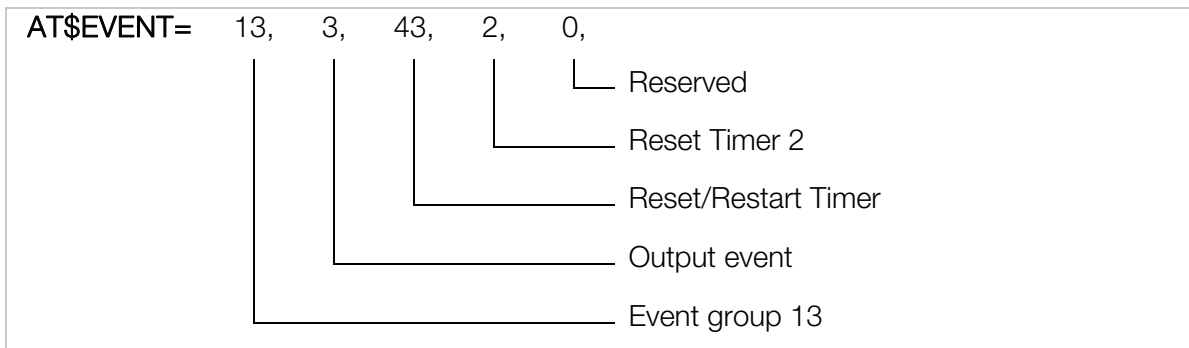 AT$EVENT= 13, 3, 43, 2, 0,
Reserved
Reset Timer 2
Reset/Restart Timer
Output event
Event group 13